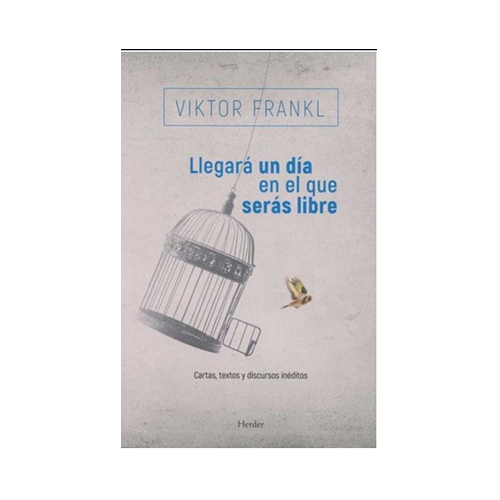 VIKTOR FRANKL
Llegará un día
en el que
serás libre
Cartas, textos y discursos inéditos
Herder